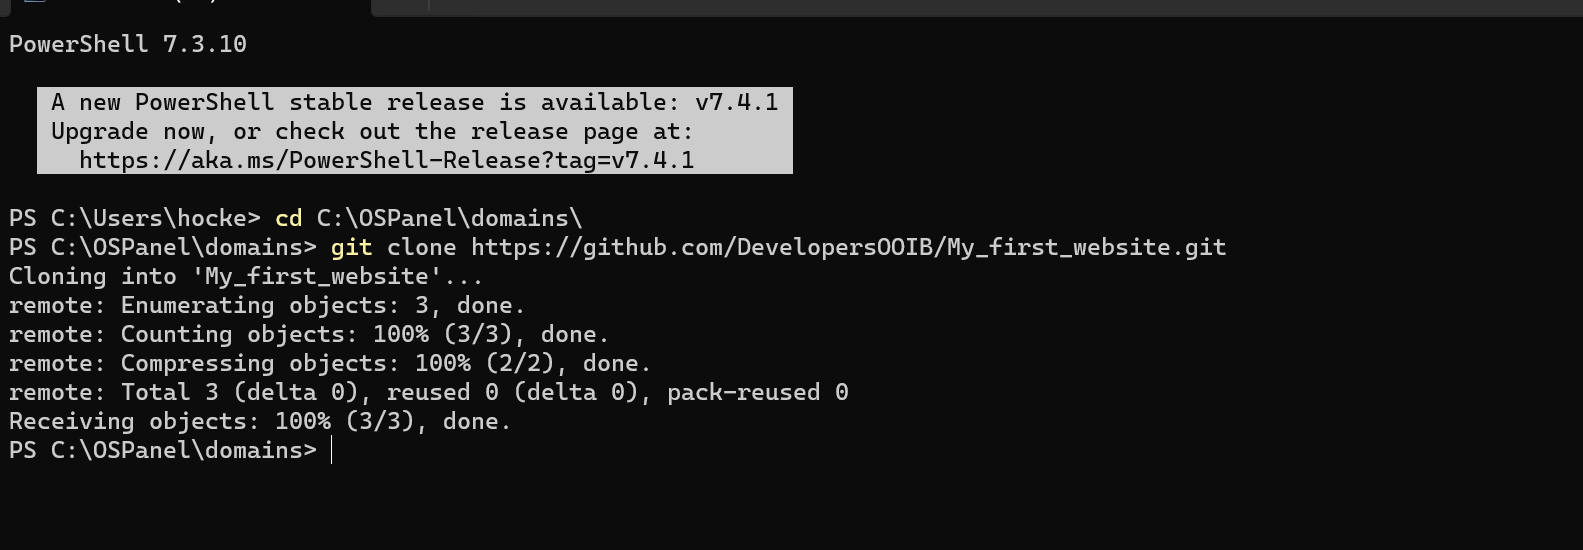 PowerShell 7.3.10
A new PowerShell stable release is available: v7.4.1
Upgrade now, or check out the release page at:
https://aka.ms/PowerShell-Release?tag=v7.4.1
PS C:\Users\hocke> cd C:\OSPanel\domains\
PS C:\OSPanel\domains> git clone https://github.com/DevelopersOOIB/My_first_website.git
Cloning into 'My_first_website'...
remote: Enumerating objects: 3, done.
remote: Counting objects: 100% (3/3), done.
remote: Compressing objects: 100% (2/2), done.
remote: Total 3 (delta 0), reused 0 (delta 0), pack-reused 0
Receiving objects: 100% (3/3), done.
PS C:\OSPanel\domains>